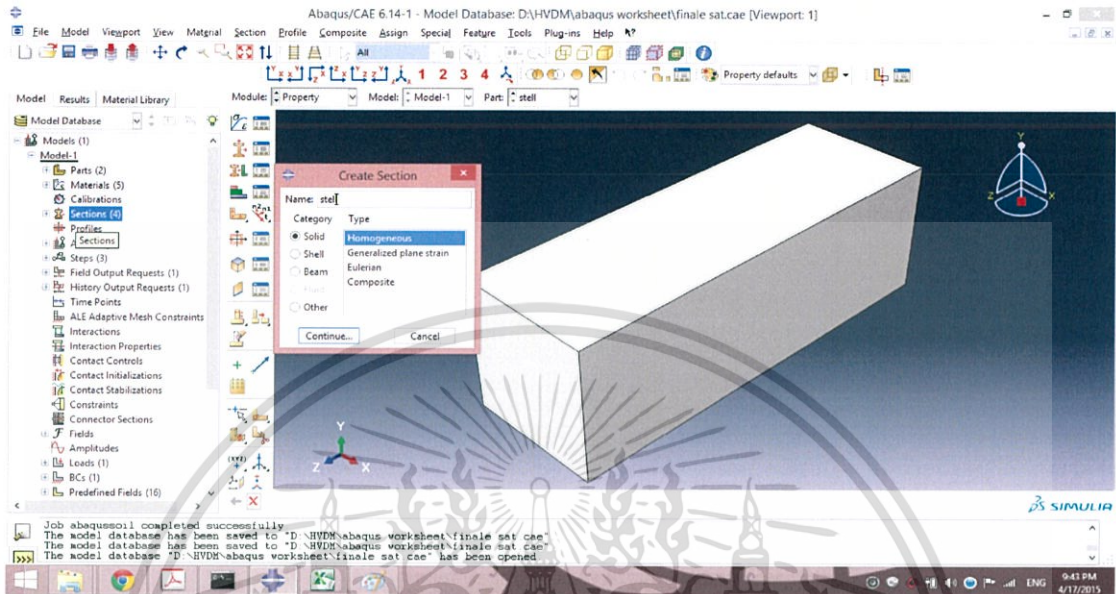 Abaqus/CAE 6.14-1 - Model Database: D:\HVDM\abaqus worksheet\finale sat.cae [Viewport: 1]
File Model Viewport View Material Section Profile Composite Assign Special Feature Tools Plug-ins Help
All
1 2 3 4
Property defaults
Model Results Material Library
Module: Property Model: Model-1 Part: stell
Model Database
Models (1)
Model-1
Parts (2)
Materials (5)
Calibrations
Sections (4)
Profiles
Sections
Steps (3)
Field Output Requests (1)
History Output Requests (1)
Time Points
ALE Adaptive Mesh Constraints
Interactions
Interaction Properties
Contact Controls
Contact Initializations
Contact Stabilizations
Constraints
Connector Sections
Fields
Amplitudes
Loads (1)
BCs (1)
Predefined Fields (16)
Create Section
Name: stell
Category Type
Solid
Shell
Beam
Fluid
Other
Homogeneous
Generalized plane strain
Eulerian
Composite
Continue... Cancel
Y
Z
X
Y
Z
X
SIMULIA
Job abaqussoil completed successfully
The model database has been saved to "D:\HVDM\abaqus worksheet\finale sat.cae"
The model database has been saved to "D:\HVDM\abaqus worksheet\finale sat.cae"
The model database "D:\HVDM\abaqus worksheet\finale sat.cae" has been opened
ENG
9:43 PM
4/17/2015